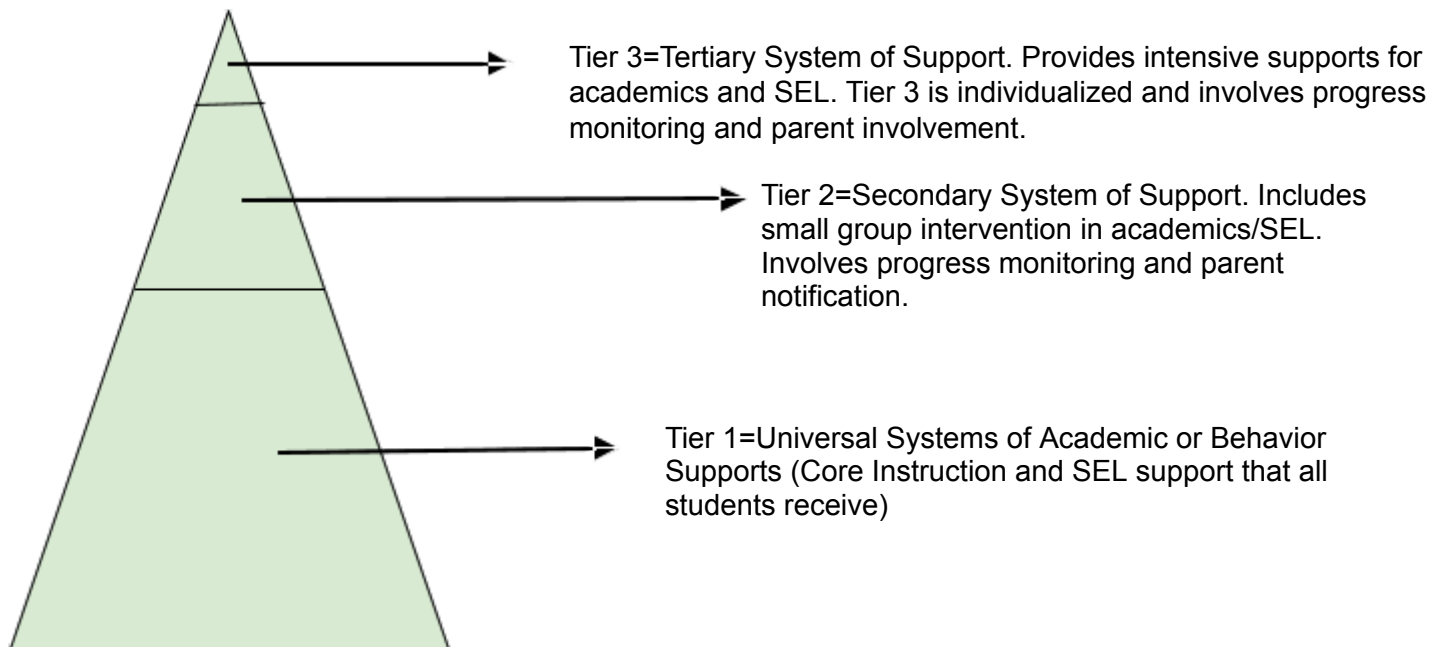 Tier 3=Tertiary System of Support. Provides intensive supports for
academics and SEL. Tier 3 is individualized and involves progress
monitoring and parent involvement.
Tier 2=Secondary System of Support. Includes
small group intervention in academics/SEL.
Involves progress monitoring and parent
notification.
Tier 1=Universal Systems of Academic or Behavior
Supports (Core Instruction and SEL support that all
students receive)